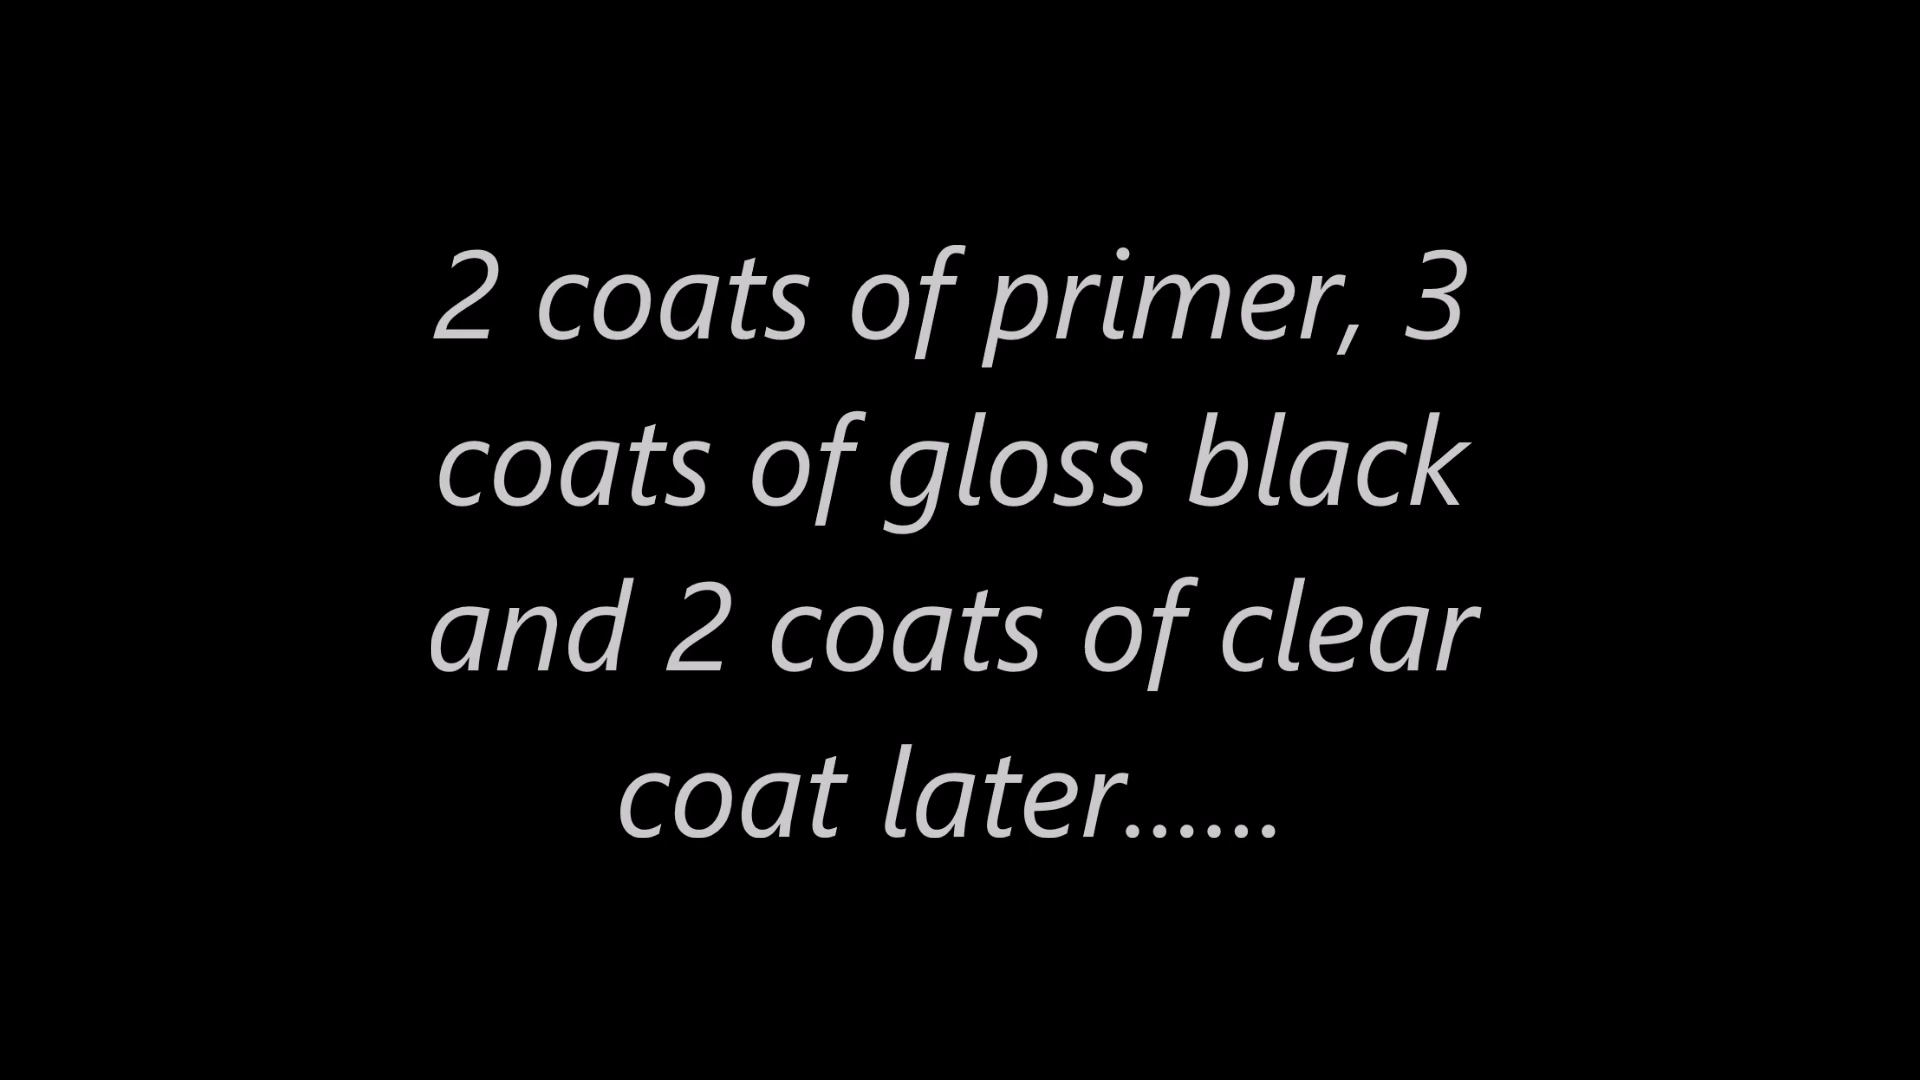 2 coats of primer, 3
coats of gloss black
and 2 coats of clear
coat later......